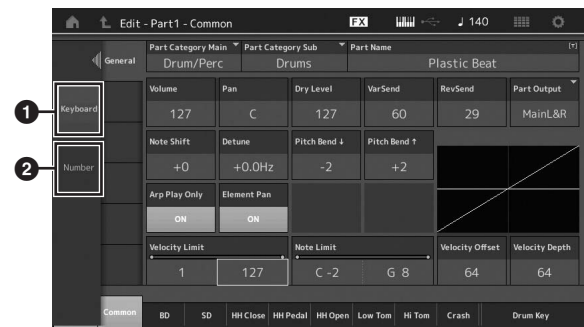 Edit - Part1 - Common FX 140
General Part Category Main Part Category Sub Part Name [T]
Drum/Perc Drums Plastic Beat
1 Keyboard
Volume Pan Dry Level VarSend RevSend Part Output
127 C 127 60 29 MainL&R
2 Number
Note Shift Detune Pitch Bend ↓ Pitch Bend ↑
+0 +0.0Hz -2 +2
Arp Play Only Element Pan
ON ON
Velocity Limit Note Limit Velocity Offset Velocity Depth
1 127 C -2 G 8 64 64
Common BD SD HH Close HH Pedal HH Open Low Tom Hi Tom Crash Drum Key